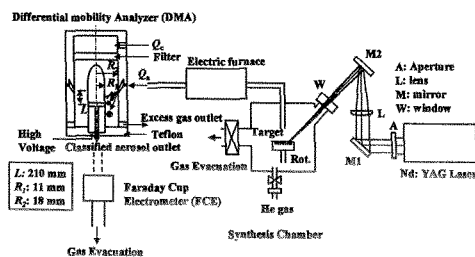 Differential mobility Analyzer (DMA)
Qc
Filter
R
R
L
Qa
Electric furnace
Excess gas outlet
Teflon
High
Voltage
Classified aerosol outlet
L: 210 mm
R1: 11 mm
R2: 18 mm
Faraday Cup
Electrometer (FCE)
Gas Evacuation
Target
Rot.
Gas Evacuation
He gas
Synthesis Chamber
W
M2
L
A
M1
A: Aperture
L: lens
M: mirror
W: window
Nd: YAG Laser